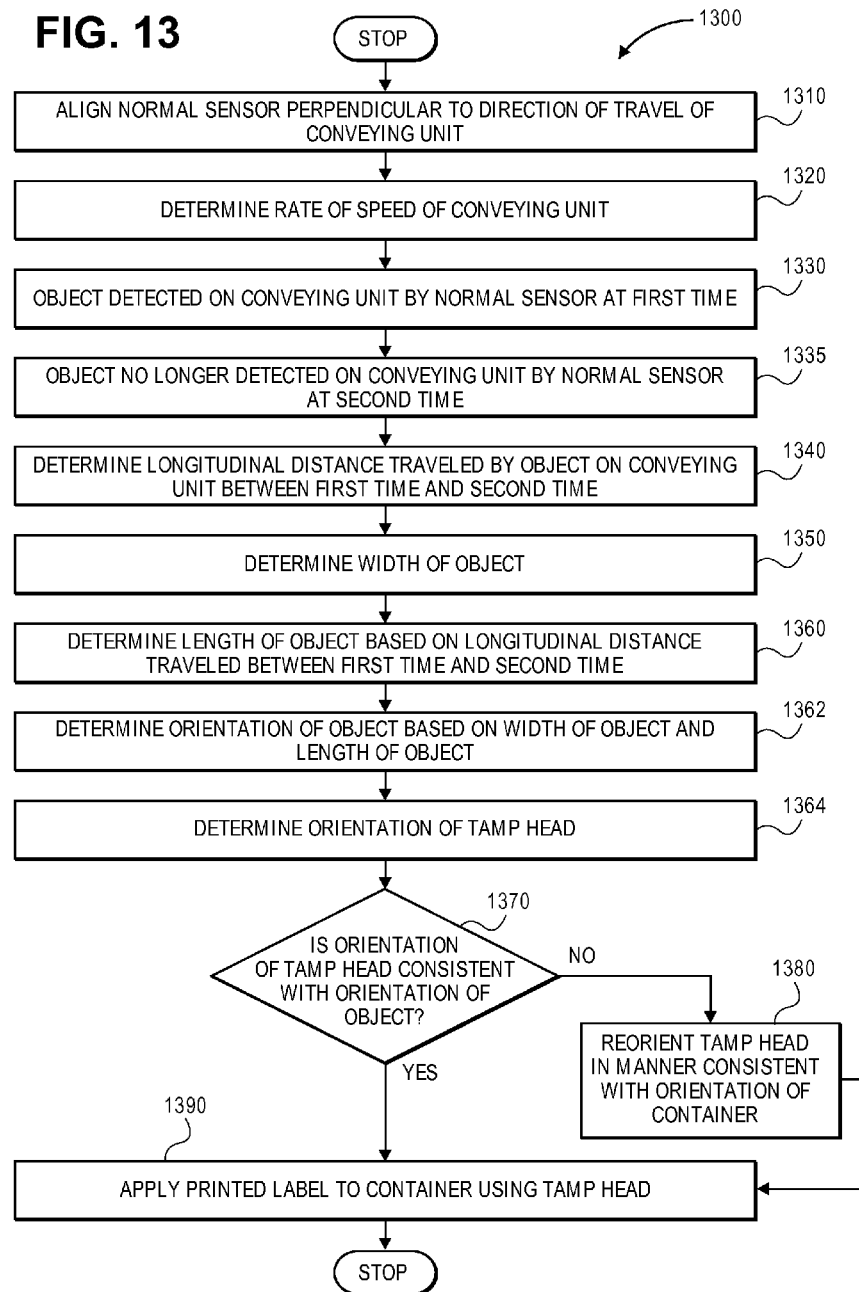 FIG. 13
STOP
1300
ALIGN NORMAL SENSOR PERPENDICULAR TO DIRECTION OF TRAVEL OF
CONVEYING UNIT
1310
DETERMINE RATE OF SPEED OF CONVEYING UNIT
1320
OBJECT DETECTED ON CONVEYING UNIT BY NORMAL SENSOR AT FIRST TIME
1330
OBJECT NO LONGER DETECTED ON CONVEYING UNIT BY NORMAL SENSOR
AT SECOND TIME
1335
DETERMINE LONGITUDINAL DISTANCE TRAVELED BY OBJECT ON CONVEYING
UNIT BETWEEN FIRST TIME AND SECOND TIME
1340
DETERMINE WIDTH OF OBJECT
1350
DETERMINE LENGTH OF OBJECT BASED ON LONGITUDINAL DISTANCE
TRAVELED BETWEEN FIRST TIME AND SECOND TIME
1360
DETERMINE ORIENTATION OF OBJECT BASED ON WIDTH OF OBJECT AND
LENGTH OF OBJECT
1362
DETERMINE ORIENTATION OF TAMP HEAD
1364
1370
IS ORIENTATION
OF TAMP HEAD CONSISTENT
WITH ORIENTATION OF
OBJECT?
NO
YES
1380
REORIENT TAMP HEAD
IN MANNER CONSISTENT
WITH ORIENTATION OF
CONTAINER
1390
APPLY PRINTED LABEL TO CONTAINER USING TAMP HEAD
STOP